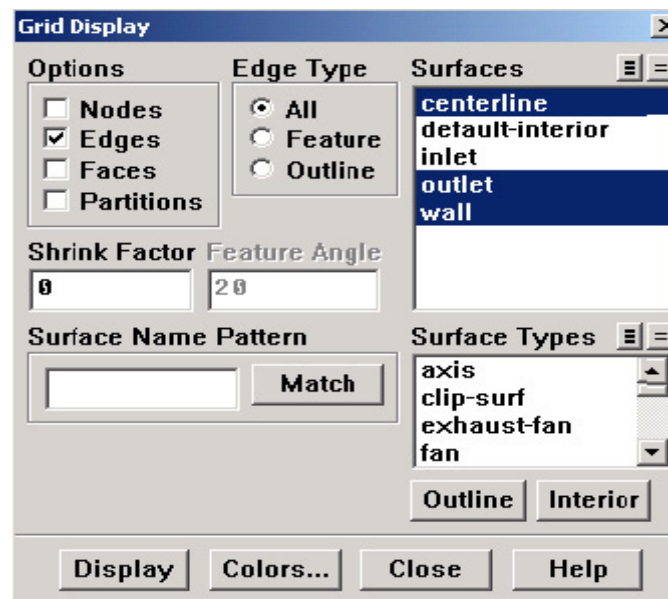 Grid Display
Options
Nodes
Edges
Faces
Partitions
Edge Type
All
Feature
Outline
Surfaces
centerline
default-interior
inlet
outlet
wall
Shrink Factor
0
Feature Angle
20
Surface Name Pattern
Match
Surface Types
axis
clip-surf
exhaust-fan
fan
Outline
Interior
Display
Colors...
Close
Help